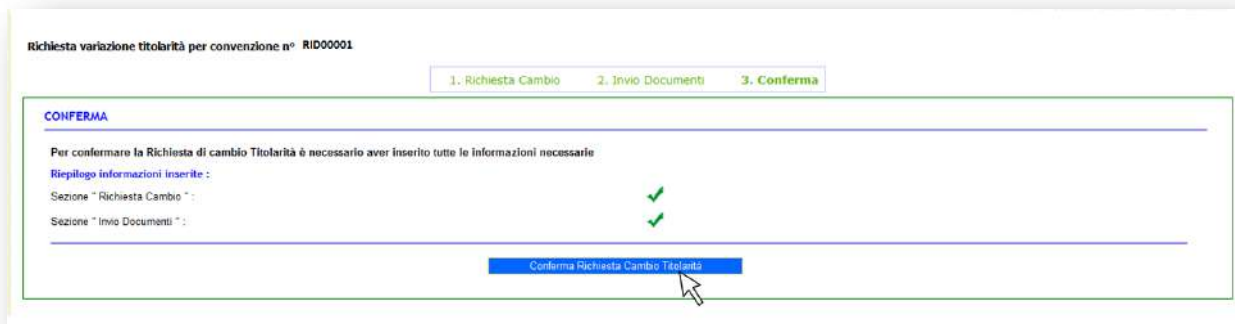 Richiesta variazione titolarità per convenzione n° RID00001
1. Richiesta Cambio 2. Invio Documenti 3. Conferma
CONFERMA
Per confermare la Richiesta di cambio Titolarità è necessario aver inserito tutte le informazioni necessarie
Riepilogo informazioni inserite :
Sezione " Richiesta Cambio " :
Sezione " Invio Documenti " :
Conferma Richiesta Cambio Titolarità